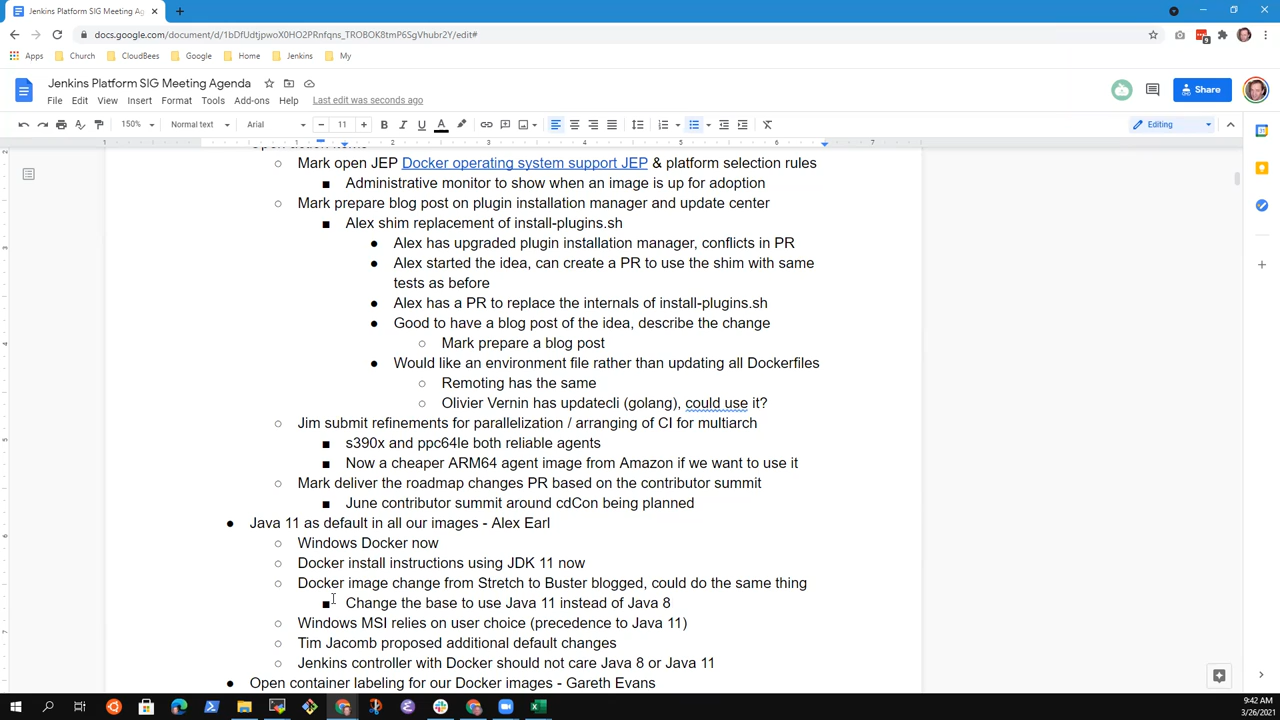 Jenkins Platform SIG Meeting Ag
docs.google.com/document/d/1bDfUdtjpwoX0HO2PRnfqns_TROBOK8tmP6SgVhubr2Y/edit#
9
Apps Church CloudBees Google Home Jenkins My
Jenkins Platform SIG Meeting Agenda
File Edit View Insert Format Tools Add-ons Help Last edit was seconds ago
Share
150% Normal text Arial 11 Editing
1 1 2 3 4 5 6 7
Mark open JEP Docker operating system support JEP & platform selection rules
Administrative monitor to show when an image is up for adoption
Mark prepare blog post on plugin installation manager and update center
Alex shim replacement of install-plugins.sh
Alex has upgraded plugin installation manager, conflicts in PR
Alex started the idea, can create a PR to use the shim with same
tests as before
Alex has a PR to replace the internals of install-plugins.sh
Good to have a blog post of the idea, describe the change
Mark prepare a blog post
Would like an environment file rather than updating all Dockerfiles
Remoting has the same
Olivier Vernin has updatecli (golang), could use it?
Jim submit refinements for parallelization / arranging of CI for multiarch
s390x and ppc64le both reliable agents
Now a cheaper ARM64 agent image from Amazon if we want to use it
Mark deliver the roadmap changes PR based on the contributor summit
June contributor summit around cdCon being planned
Java 11 as default in all our images - Alex Earl
Windows Docker now
Docker install instructions using JDK 11 now
Docker image change from Stretch to Buster blogged, could do the same thing
Change the base to use Java 11 instead of Java 8
Windows MSI relies on user choice (precedence to Java 11)
Tim Jacomb proposed additional default changes
Jenkins controller with Docker should not care Java 8 or Java 11
Open container labeling for our Docker images - Gareth Evans
9:42 AM
3/26/2021